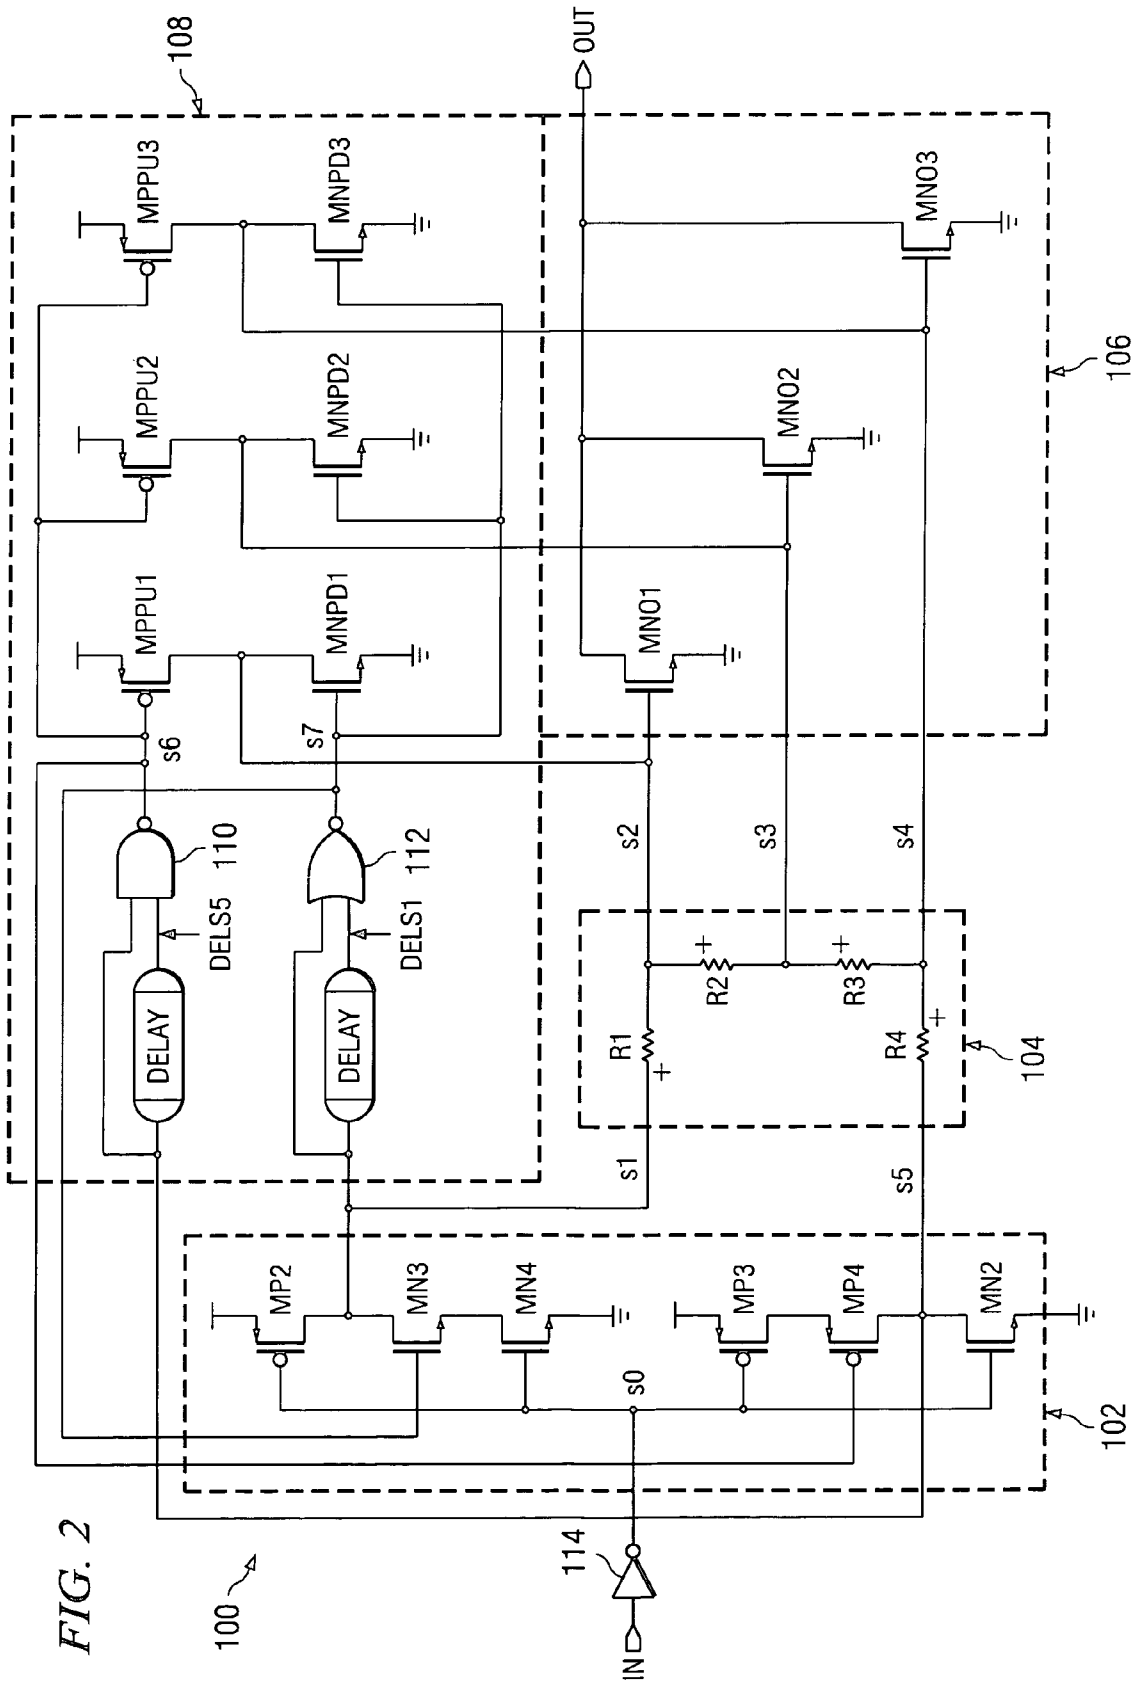 FIG. 2
100
108
MPPU1
MPPU2
MPPU3
s6
110
DELAY
DELS5
MNPD1
MNPD2
MNPD3
s7
112
DELAY
DELS1
OUT
MP2
MN3
MN4
s1
R1
+
s2
MNO1
R2
+
s3
MNO2
R3
+
IN
114
s0
MP3
MP4
MN2
s5
R4
+
s4
MNO3
102
104
106